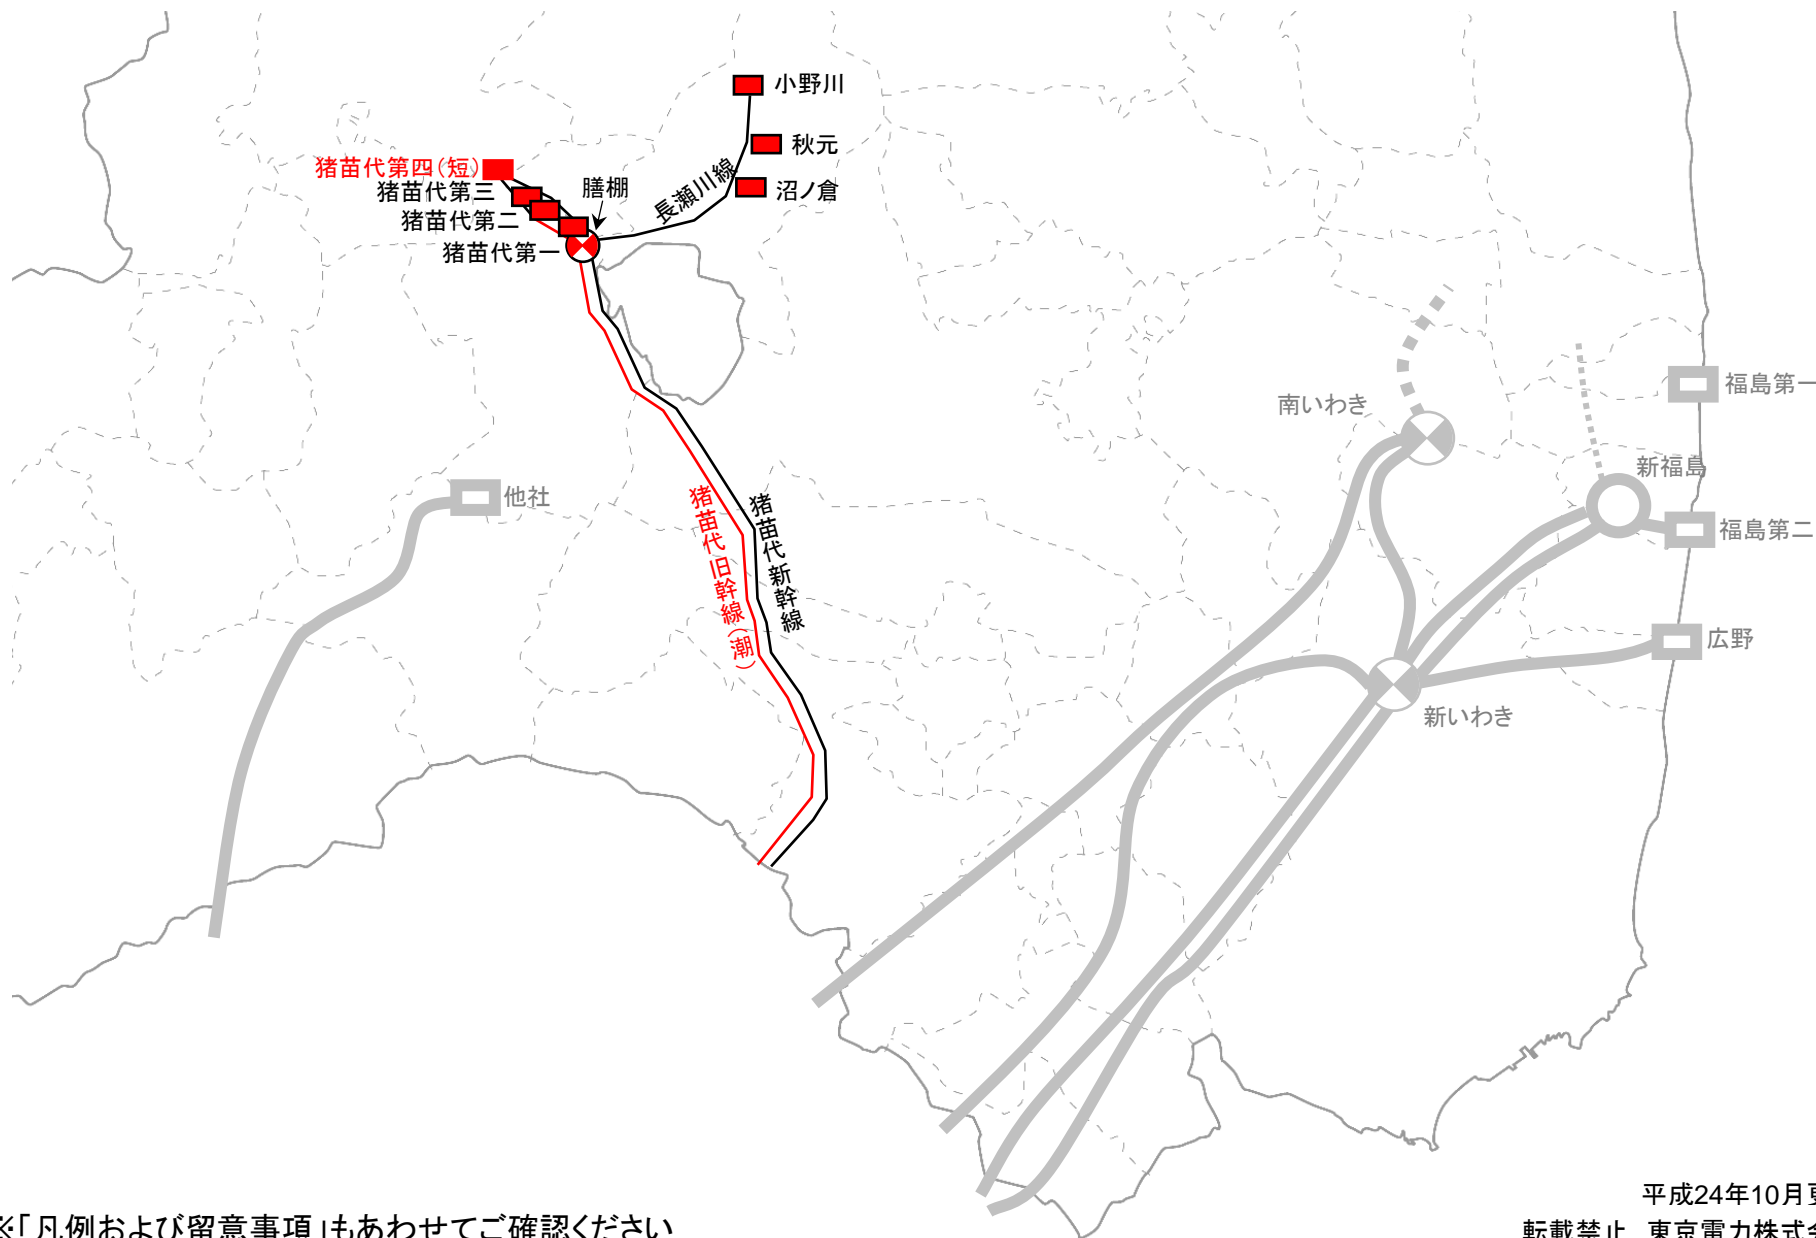 小野川
秋元
沼ノ倉
長瀬川線
膳棚
猪苗代第四(短)
猪苗代第三
猪苗代第二
猪苗代第一
猪苗代旧幹線(潮)
猪苗代新幹線
他社
南いわき
福島第一
新福島
福島第二
広野
新いわき
平成24年10月
※「凡例および留意事項」もあわせてご確認ください
転載禁止 東京電力株式会